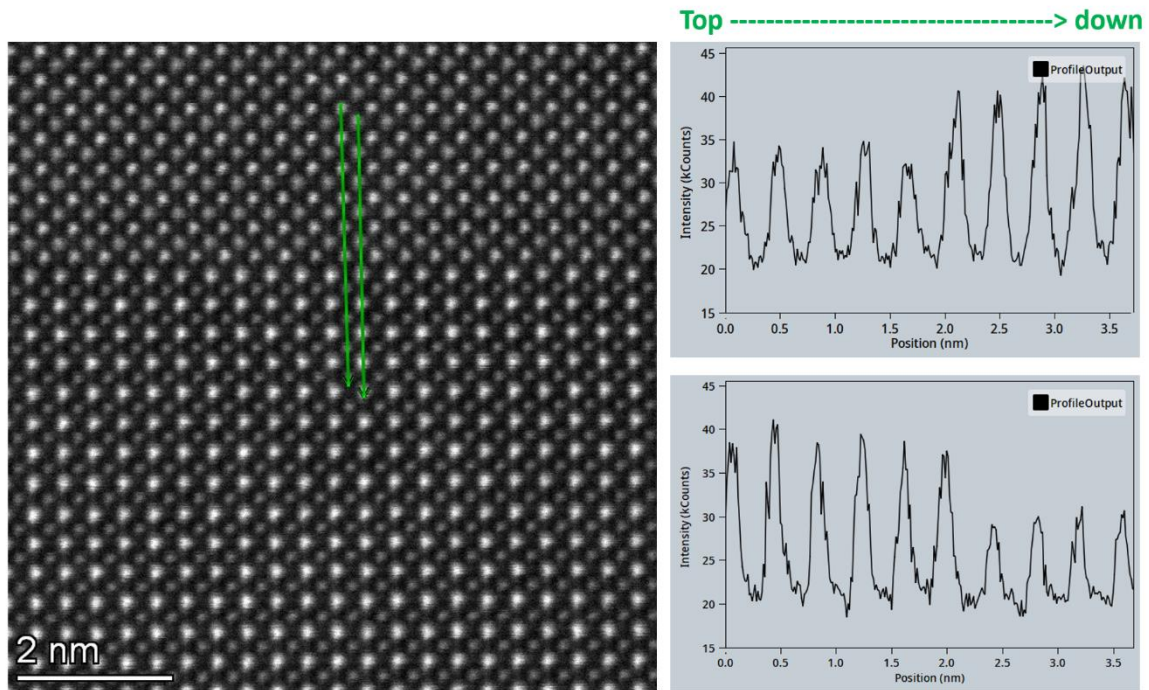 Top ----------------------------------> down
2 nm
45
40
35
30
25
20
15
Intensity (kCounts)
ProfileOutput
0.0 0.5 1.0 1.5 2.0 2.5 3.0 3.5
Position (nm)
45
40
35
30
25
20
15
Intensity (kCounts)
ProfileOutput
0.0 0.5 1.0 1.5 2.0 2.5 3.0 3.5
Position (nm)